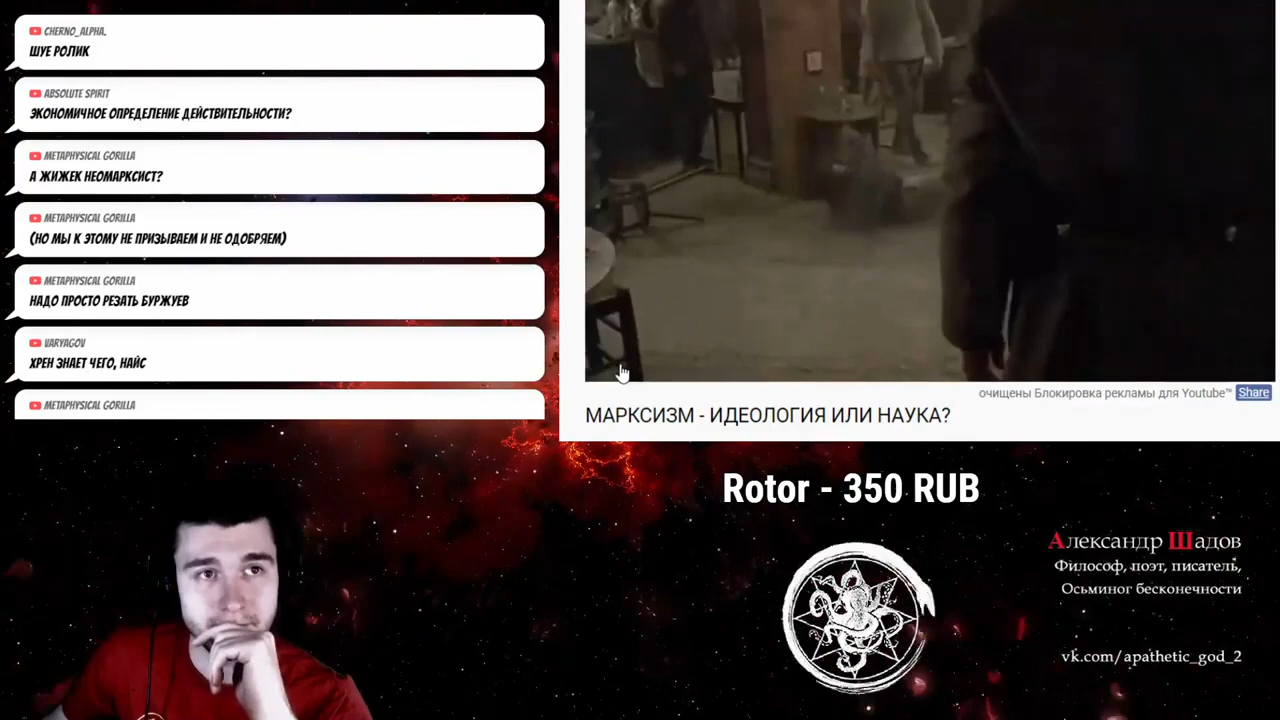 CHERNO_ALPHA.
ШУЕ РОЛИК
ABSOLUTE SPIRIT
ЭКОНОМИЧНОЕ ОПРЕДЕЛЕНИЕ ДЕЙСТВИТЕЛЬНОСТИ?
METAPHYSICAL GORILLA
А ЖИЖЕК НЕОМАРКСИСТ?
METAPHYSICAL GORILLA
(НО МЫ К ЭТОМУ НЕ ПРИЗЫВАЕМ И НЕ ОДОБРЯЕМ)
METAPHYSICAL GORILLA
НАДО ПРОСТО РЕЗАТЬ БУРЖУЕВ
VARYAGOV
ХРЕН ЗНАЕТ ЧЕГО, НАЙС
METAPHYSICAL GORILLA
очищены Блокировка рекламы для Youtube™ Share
МАРКСИЗМ - ИДЕОЛОГИЯ ИЛИ НАУКА?
Rotor - 350 RUB
Александр Шадов
Философ, поэт, писатель,
Осьминог бесконечности
vk.com/apathetic_god_2